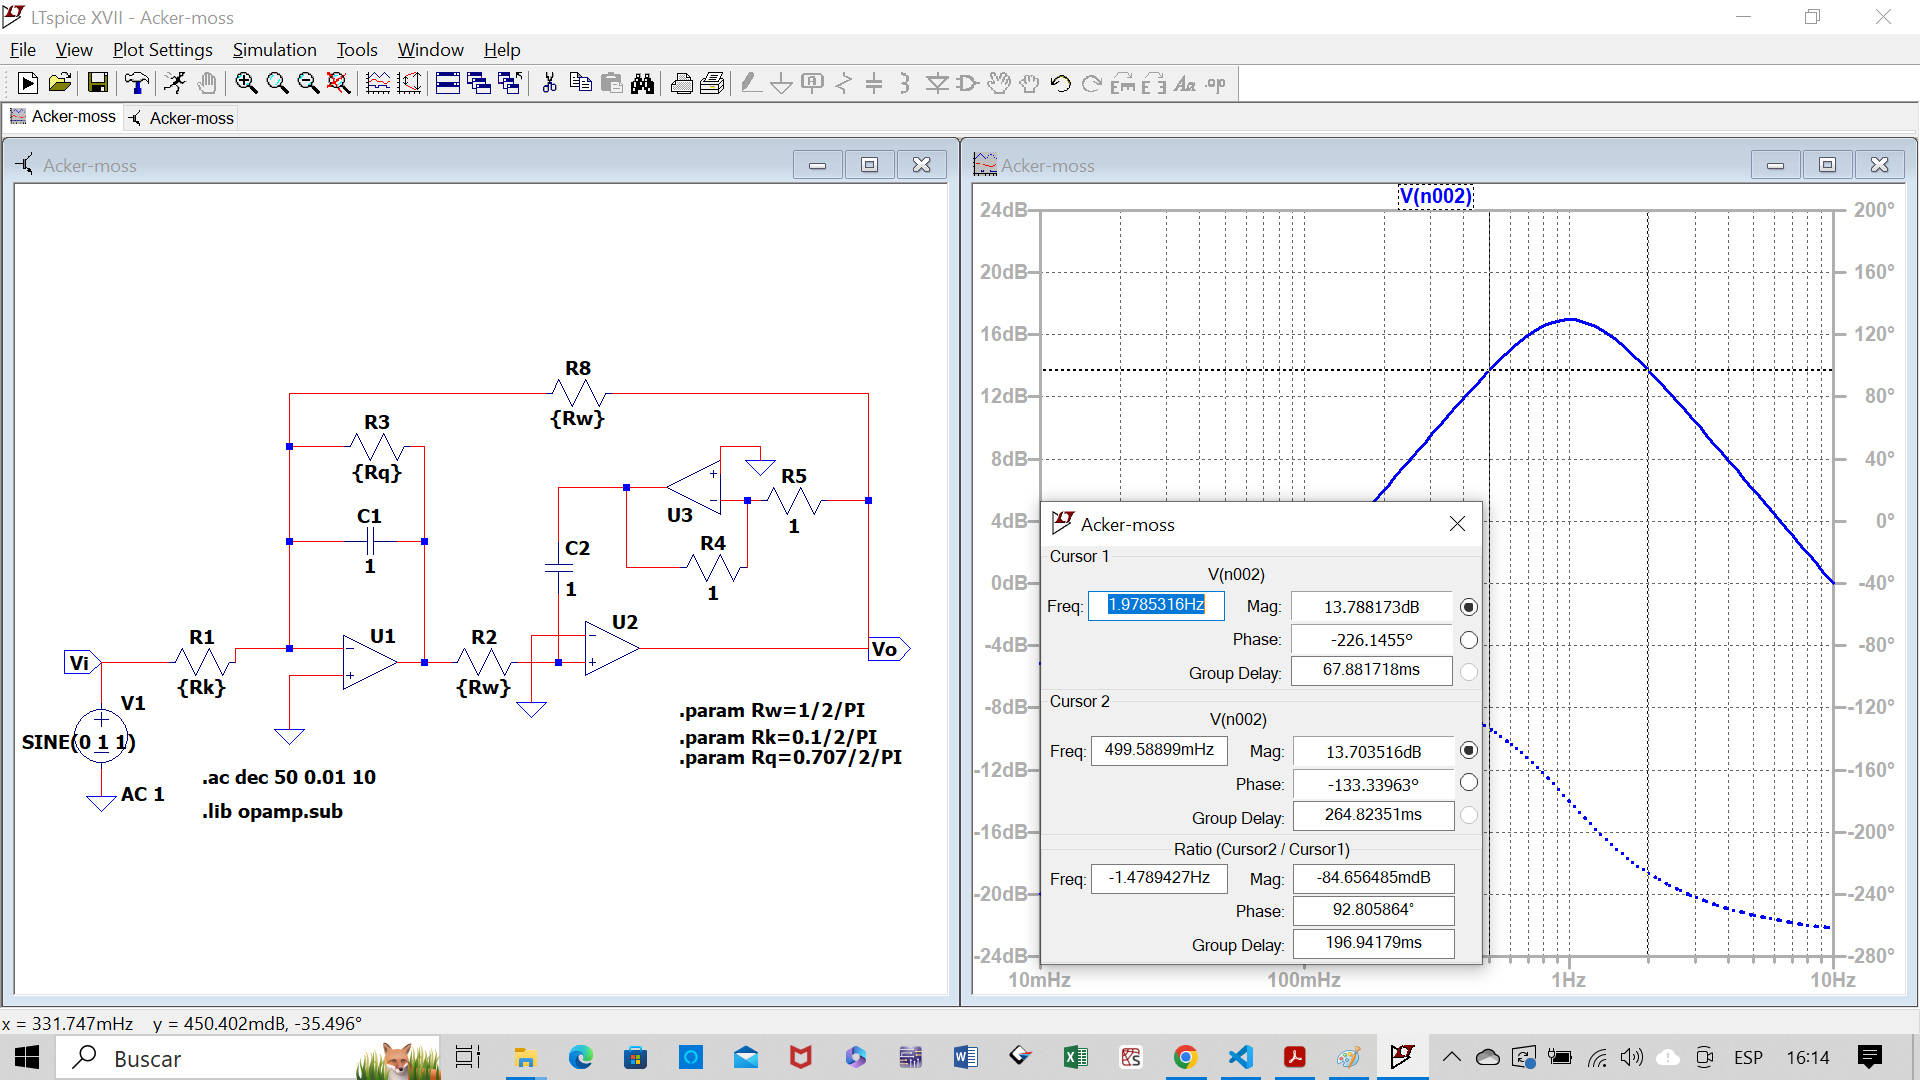 LTspice XVII - Acker-moss
File View Plot Settings Simulation Tools Window Help
Acker-moss Acker-moss
Acker-moss
R8
{Rw}
R3
{Rq}
C1
1
R5
1
U3
R4
1
C2
1
U1
R2
{Rw}
U2
Vo
R1
{Rk}
Vi
V1
SINE(0 1 1)
AC 1
.ac dec 50 0.01 10
.lib opamp.sub
.param Rw=1/2/PI
.param Rk=0.1/2/PI
.param Rq=0.707/2/PI
Acker-moss
V(n002)
24dB 200°
20dB 160°
16dB 120°
12dB 80°
8dB 40°
4dB 0°
0dB -40°
-4dB -80°
-8dB -120°
-12dB -160°
-16dB -200°
-20dB -240°
-24dB -280°
10mHz 100mHz 1Hz 10Hz
Acker-moss
Cursor 1
V(n002)
Freq: 1.9785316Hz Mag: 13.788173dB
Phase: -226.1455°
Group Delay: 67.881718ms
Cursor 2
V(n002)
Freq: 499.58899mHz Mag: 13.703516dB
Phase: -133.33963°
Group Delay: 264.82351ms
Ratio (Cursor2 / Cursor1)
Freq: -1.4789427Hz Mag: -84.656485mdB
Phase: 92.805864°
Group Delay: 196.94179ms
x = 331.747mHz y = 450.402mdB, -35.496°
Buscar ESP 16:14